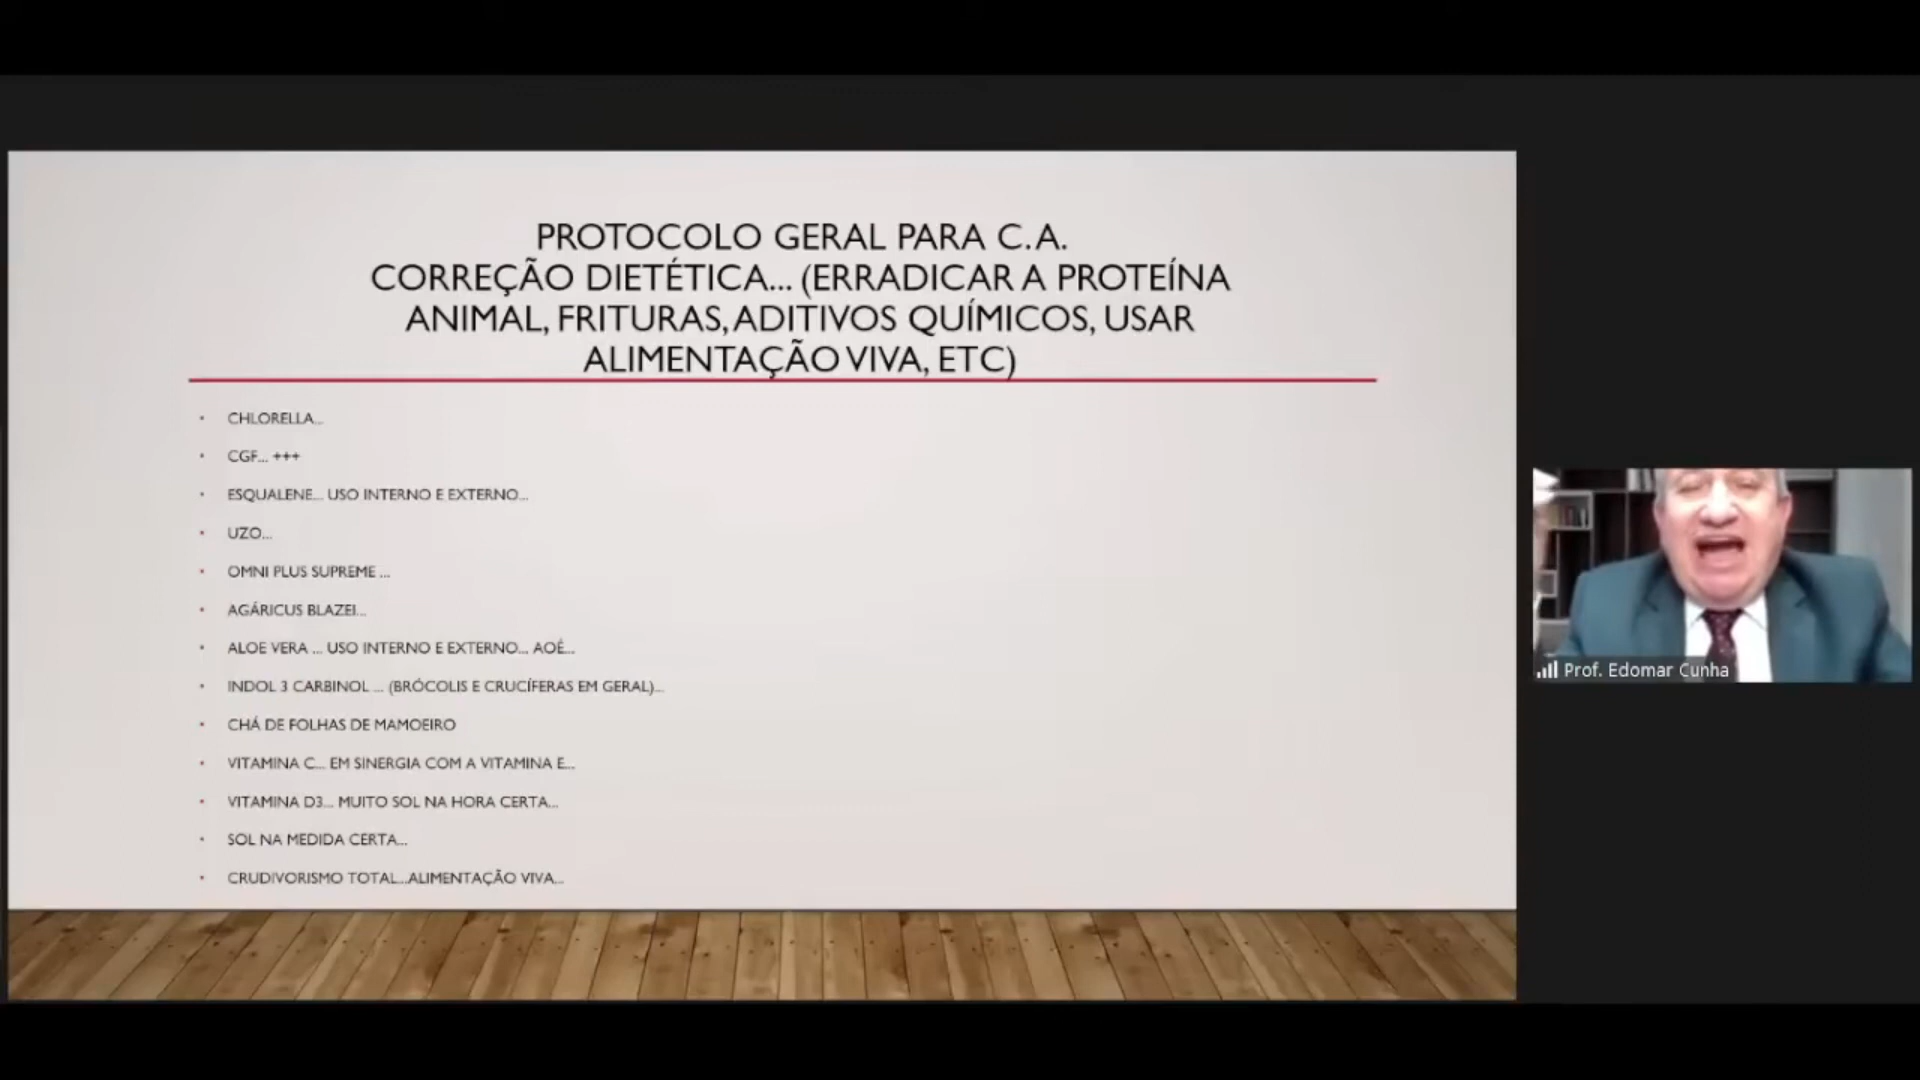 PROTOCOLO GERAL PARA C.A.
CORREÇÃO DIETÉTICA... (ERRADICAR A PROTEÍNA
ANIMAL, FRITURAS, ADITIVOS QUÍMICOS, USAR
ALIMENTAÇÃO VIVA, ETC)
• CHLORELLA...
• CGF... +++
• ESQUALENE... USO INTERNO E EXTERNO...
• UZO...
• OMNI PLUS SUPREME ...
• AGÁRICUS BLAZEI...
• ALOE VERA ... USO INTERNO E EXTERNO... AOÉ...
• INDOL 3 CARBINOL ... (BRÓCOLIS E CRUCÍFERAS EM GERAL)...
• CHÁ DE FOLHAS DE MAMOEIRO
• VITAMINA C... EM SINERGIA COM A VITAMINA E...
• VITAMINA D3... MUITO SOL NA HORA CERTA...
• SOL NA MEDIDA CERTA...
• CRUDIVORISMO TOTAL...ALIMENTAÇÃO VIVA...
Prof. Edomar Cunha